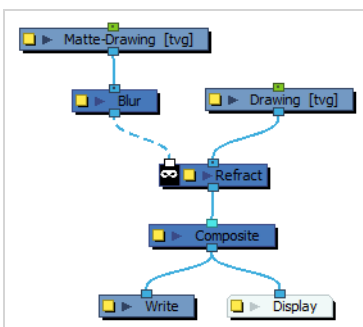 Matte-Drawing [tvg]
Blur
Drawing [tvg]
Refract
Composite
Write
Display